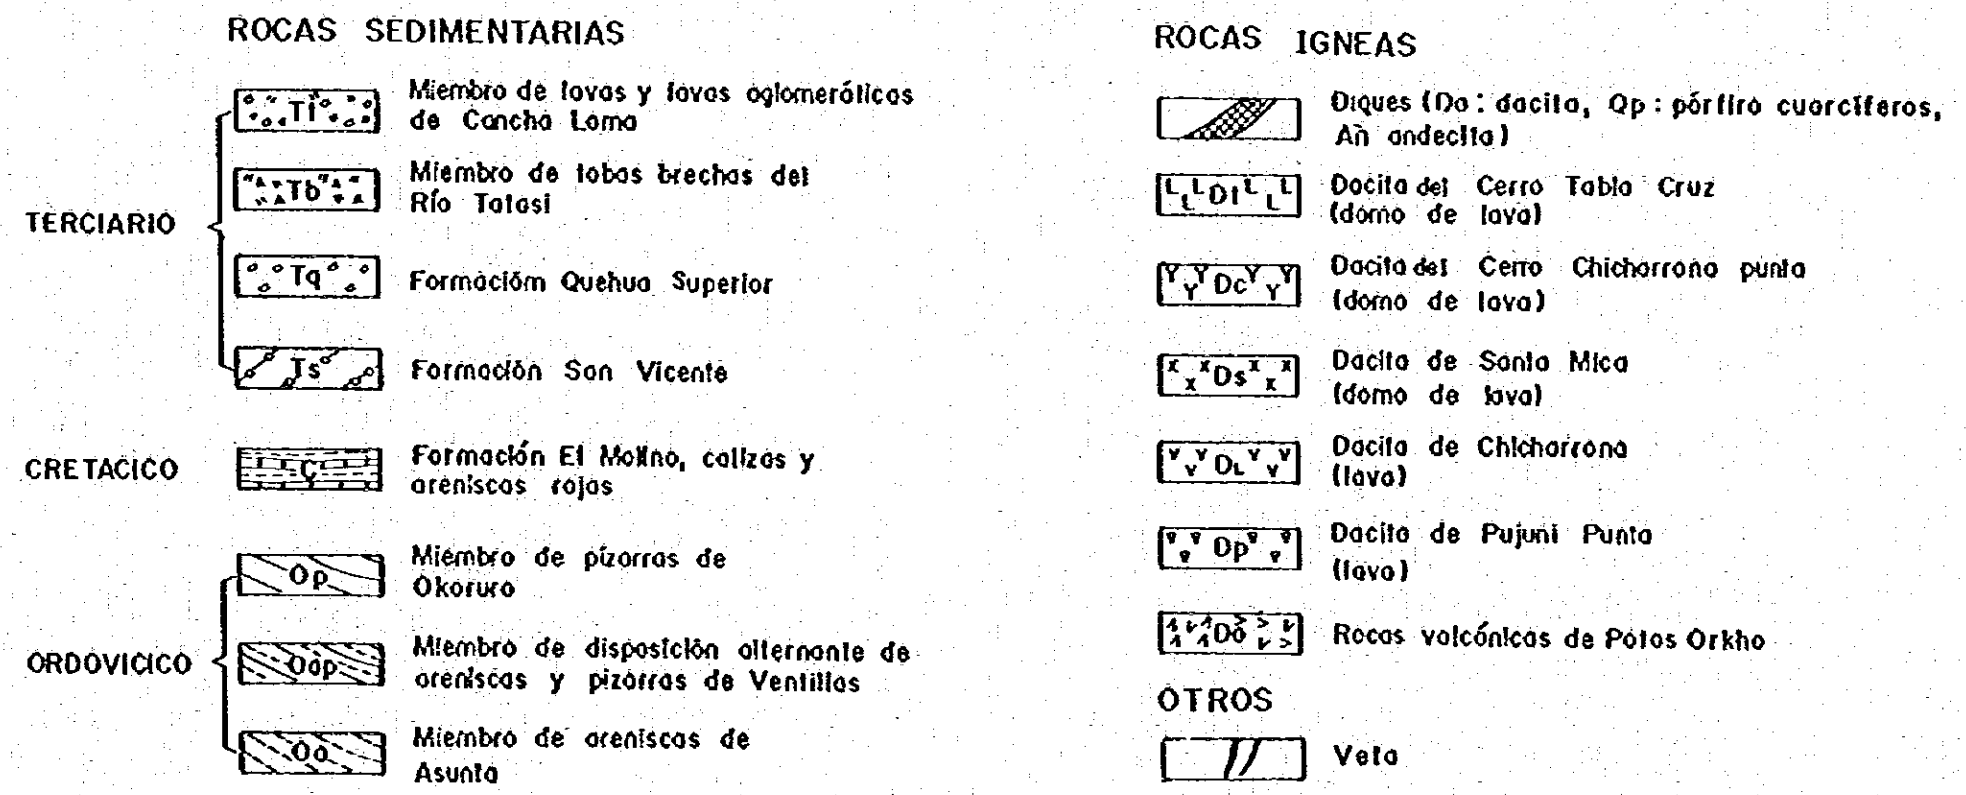 ROCAS SEDIMENTARIAS
TERCIARIO
Tl
Miembro de lavas y lavas aglomeráticas
de Cancha Loma
Tb
Miembro de tobas brechas del
Río Tatasi
Tq
Formacióm Quehua Superior
Ts
Formación San Vicente
CRETACICO
C
Formación El Molino, calizas y
areniscas rojas
ORDOVICICO
Op
Miembro de pizarras de
Okoruro
Oap
Miembro de disposición alternante de
areniscas y pizarras de Ventillas
Oa
Miembro de areniscas de
Asunta
ROCAS IGNEAS
Diques (Da: dacita, Qp: pórfiro cuarcíferos,
An andecita)
Dt
Dacita del Cerro Tabla Cruz
(domo de lava)
Dc
Dacita del Cerro Chicharrona punta
(domo de lava)
Ds
Dacita de Santa Mica
(domo de lava)
DL
Dacita de Chicharrona
(lava)
Dp
Dacita de Pujuni Punta
(lava)
Do
Rocas volcánicas de Potos Orkho
OTROS
Veta